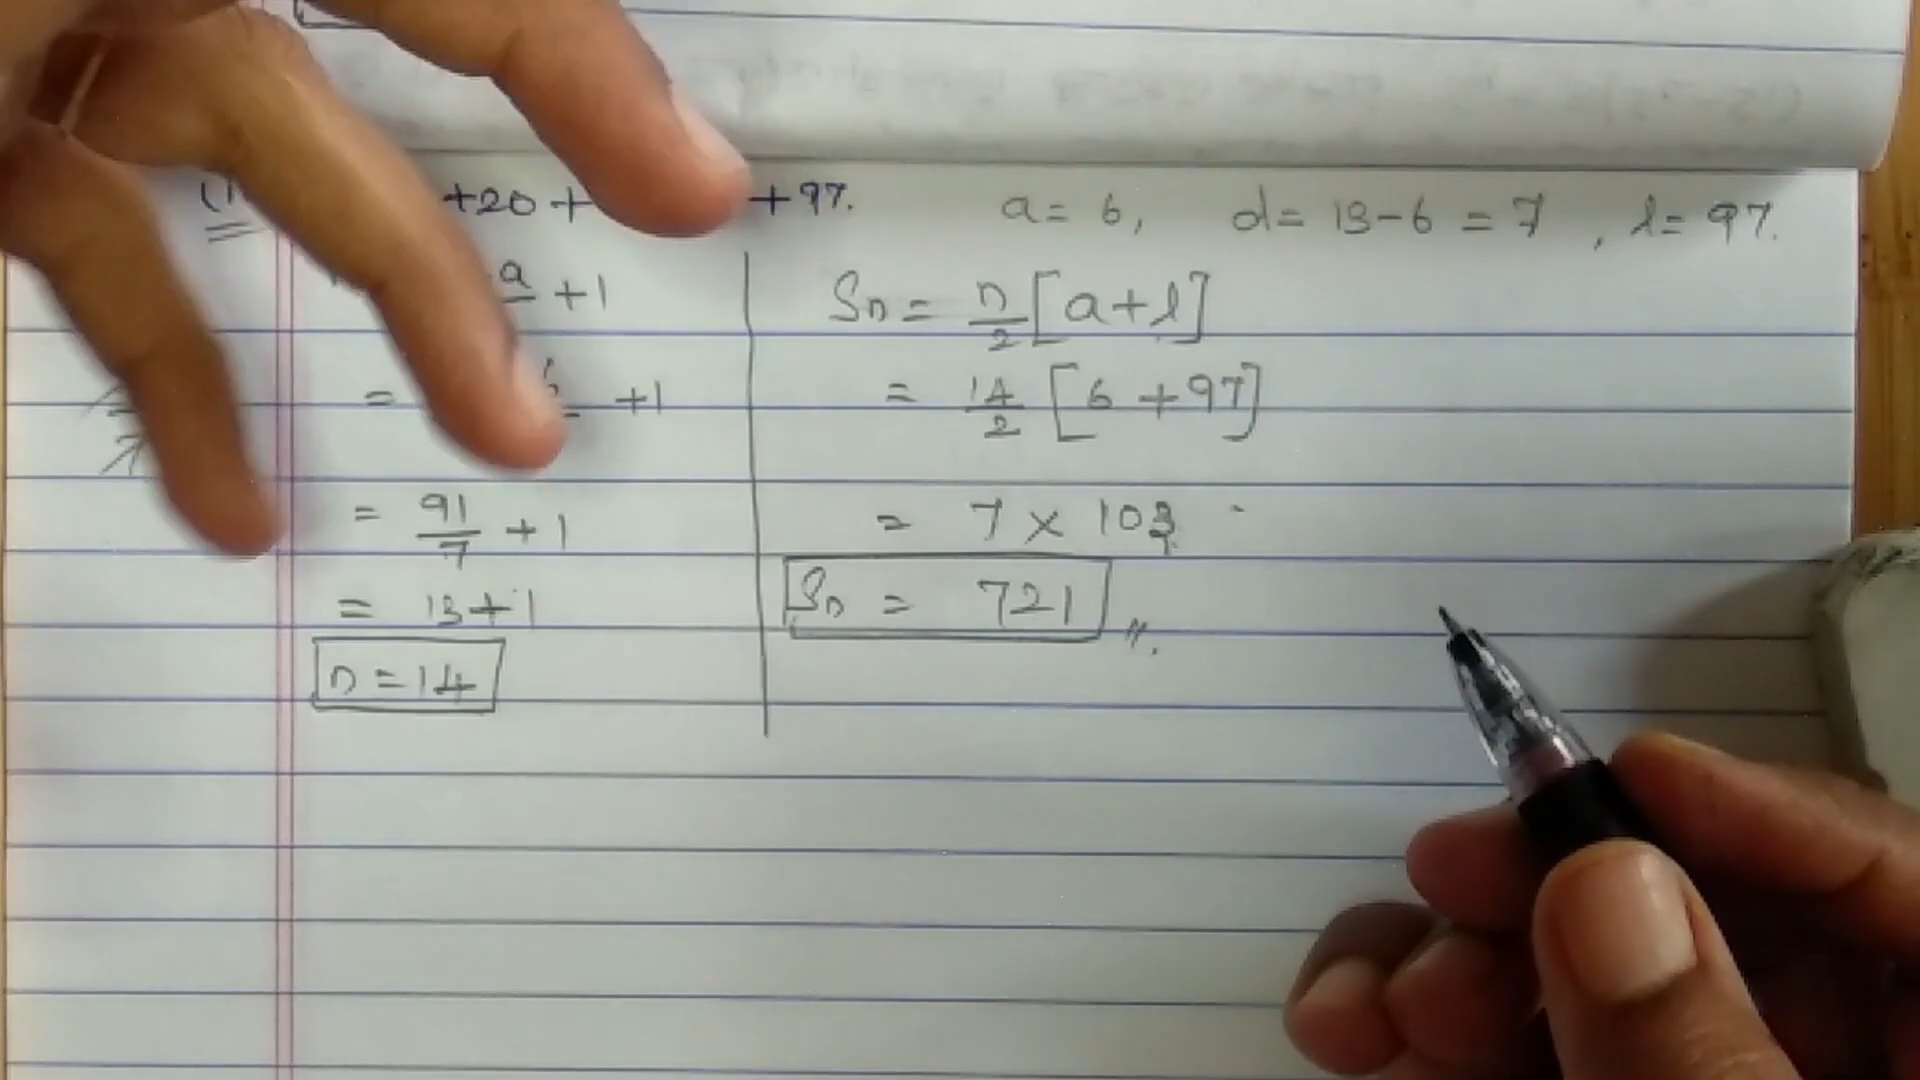 +20+ +97. a = 6, d = 13-6 = 7, l = 97.
a +1
= +1
= 91/7 + 1
= 13+1
n = 14
Sn = n/2 [a+l]
= 14/2 [6 +97]
= 7 × 103
Sn = 721